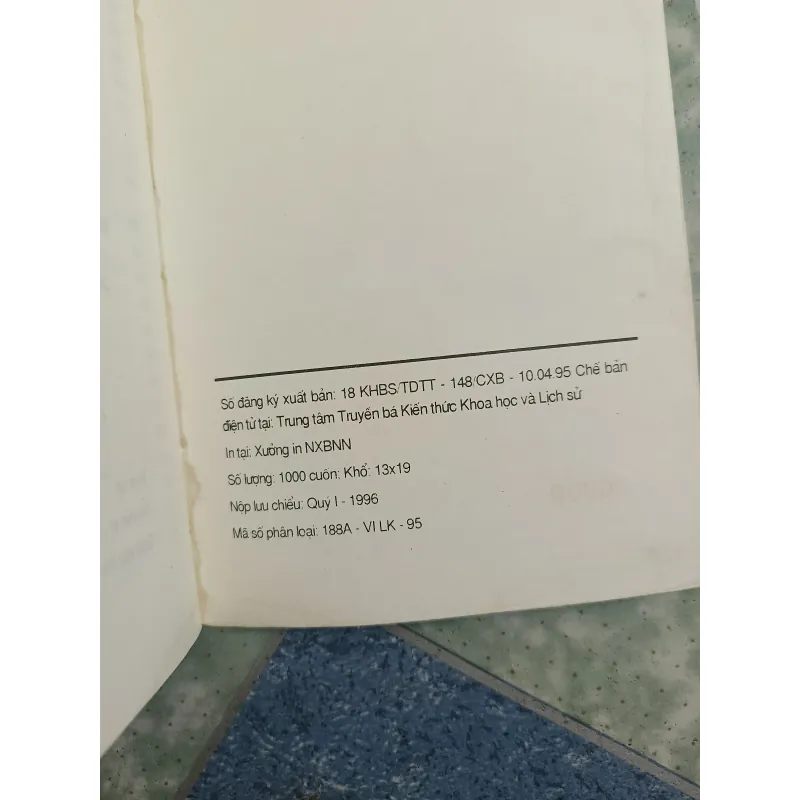 Số đăng ký xuất bản: 18 KHBS/TDTT - 148/CXB - 10.04.95 Chế bản
điện tử tại: Trung tâm Truyền bá Kiến thức Khoa học và Lịch sử
In tại: Xưởng in NXBNN
Số lượng: 1000 cuôn; Khổ: 13x19
Nộp lưu chiểu: Quý I - 1996
Mã số phân loại: 188A - VI LK - 95